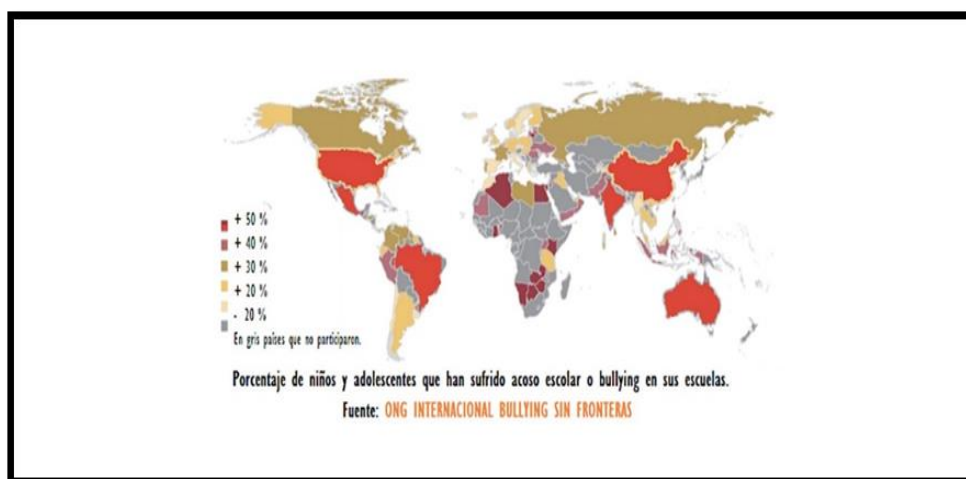 + 50 %
+ 40 %
+ 30 %
+ 20 %
- 20 %
En gris países que no participaron.
Porcentaje de niños y adolescentes que han sufrido acoso escolar o bullying en sus escuelas.
Fuente: ONG INTERNACIONAL BULLYING SIN FRONTERAS